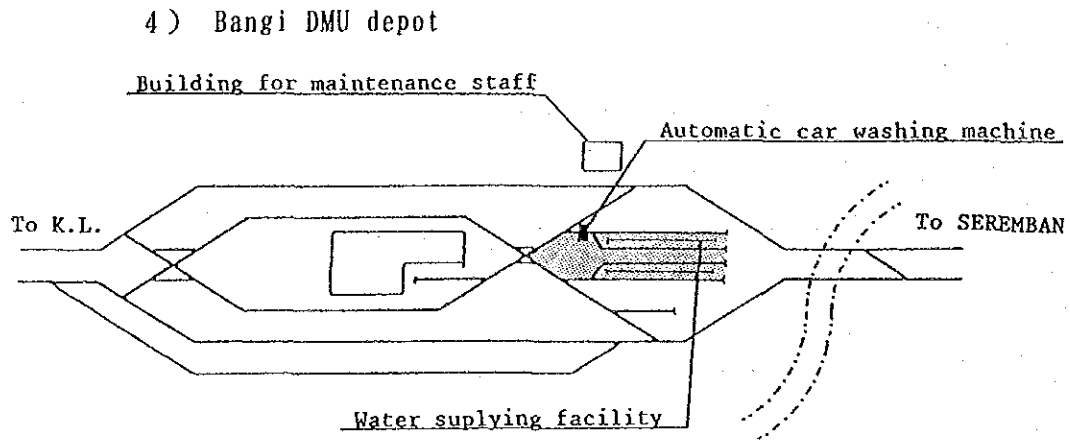 4) Bangi DMU depot
Building for maintenance staff
Automatic car washing machine
To K.L.
To SEREMBAN
Water suplying facility